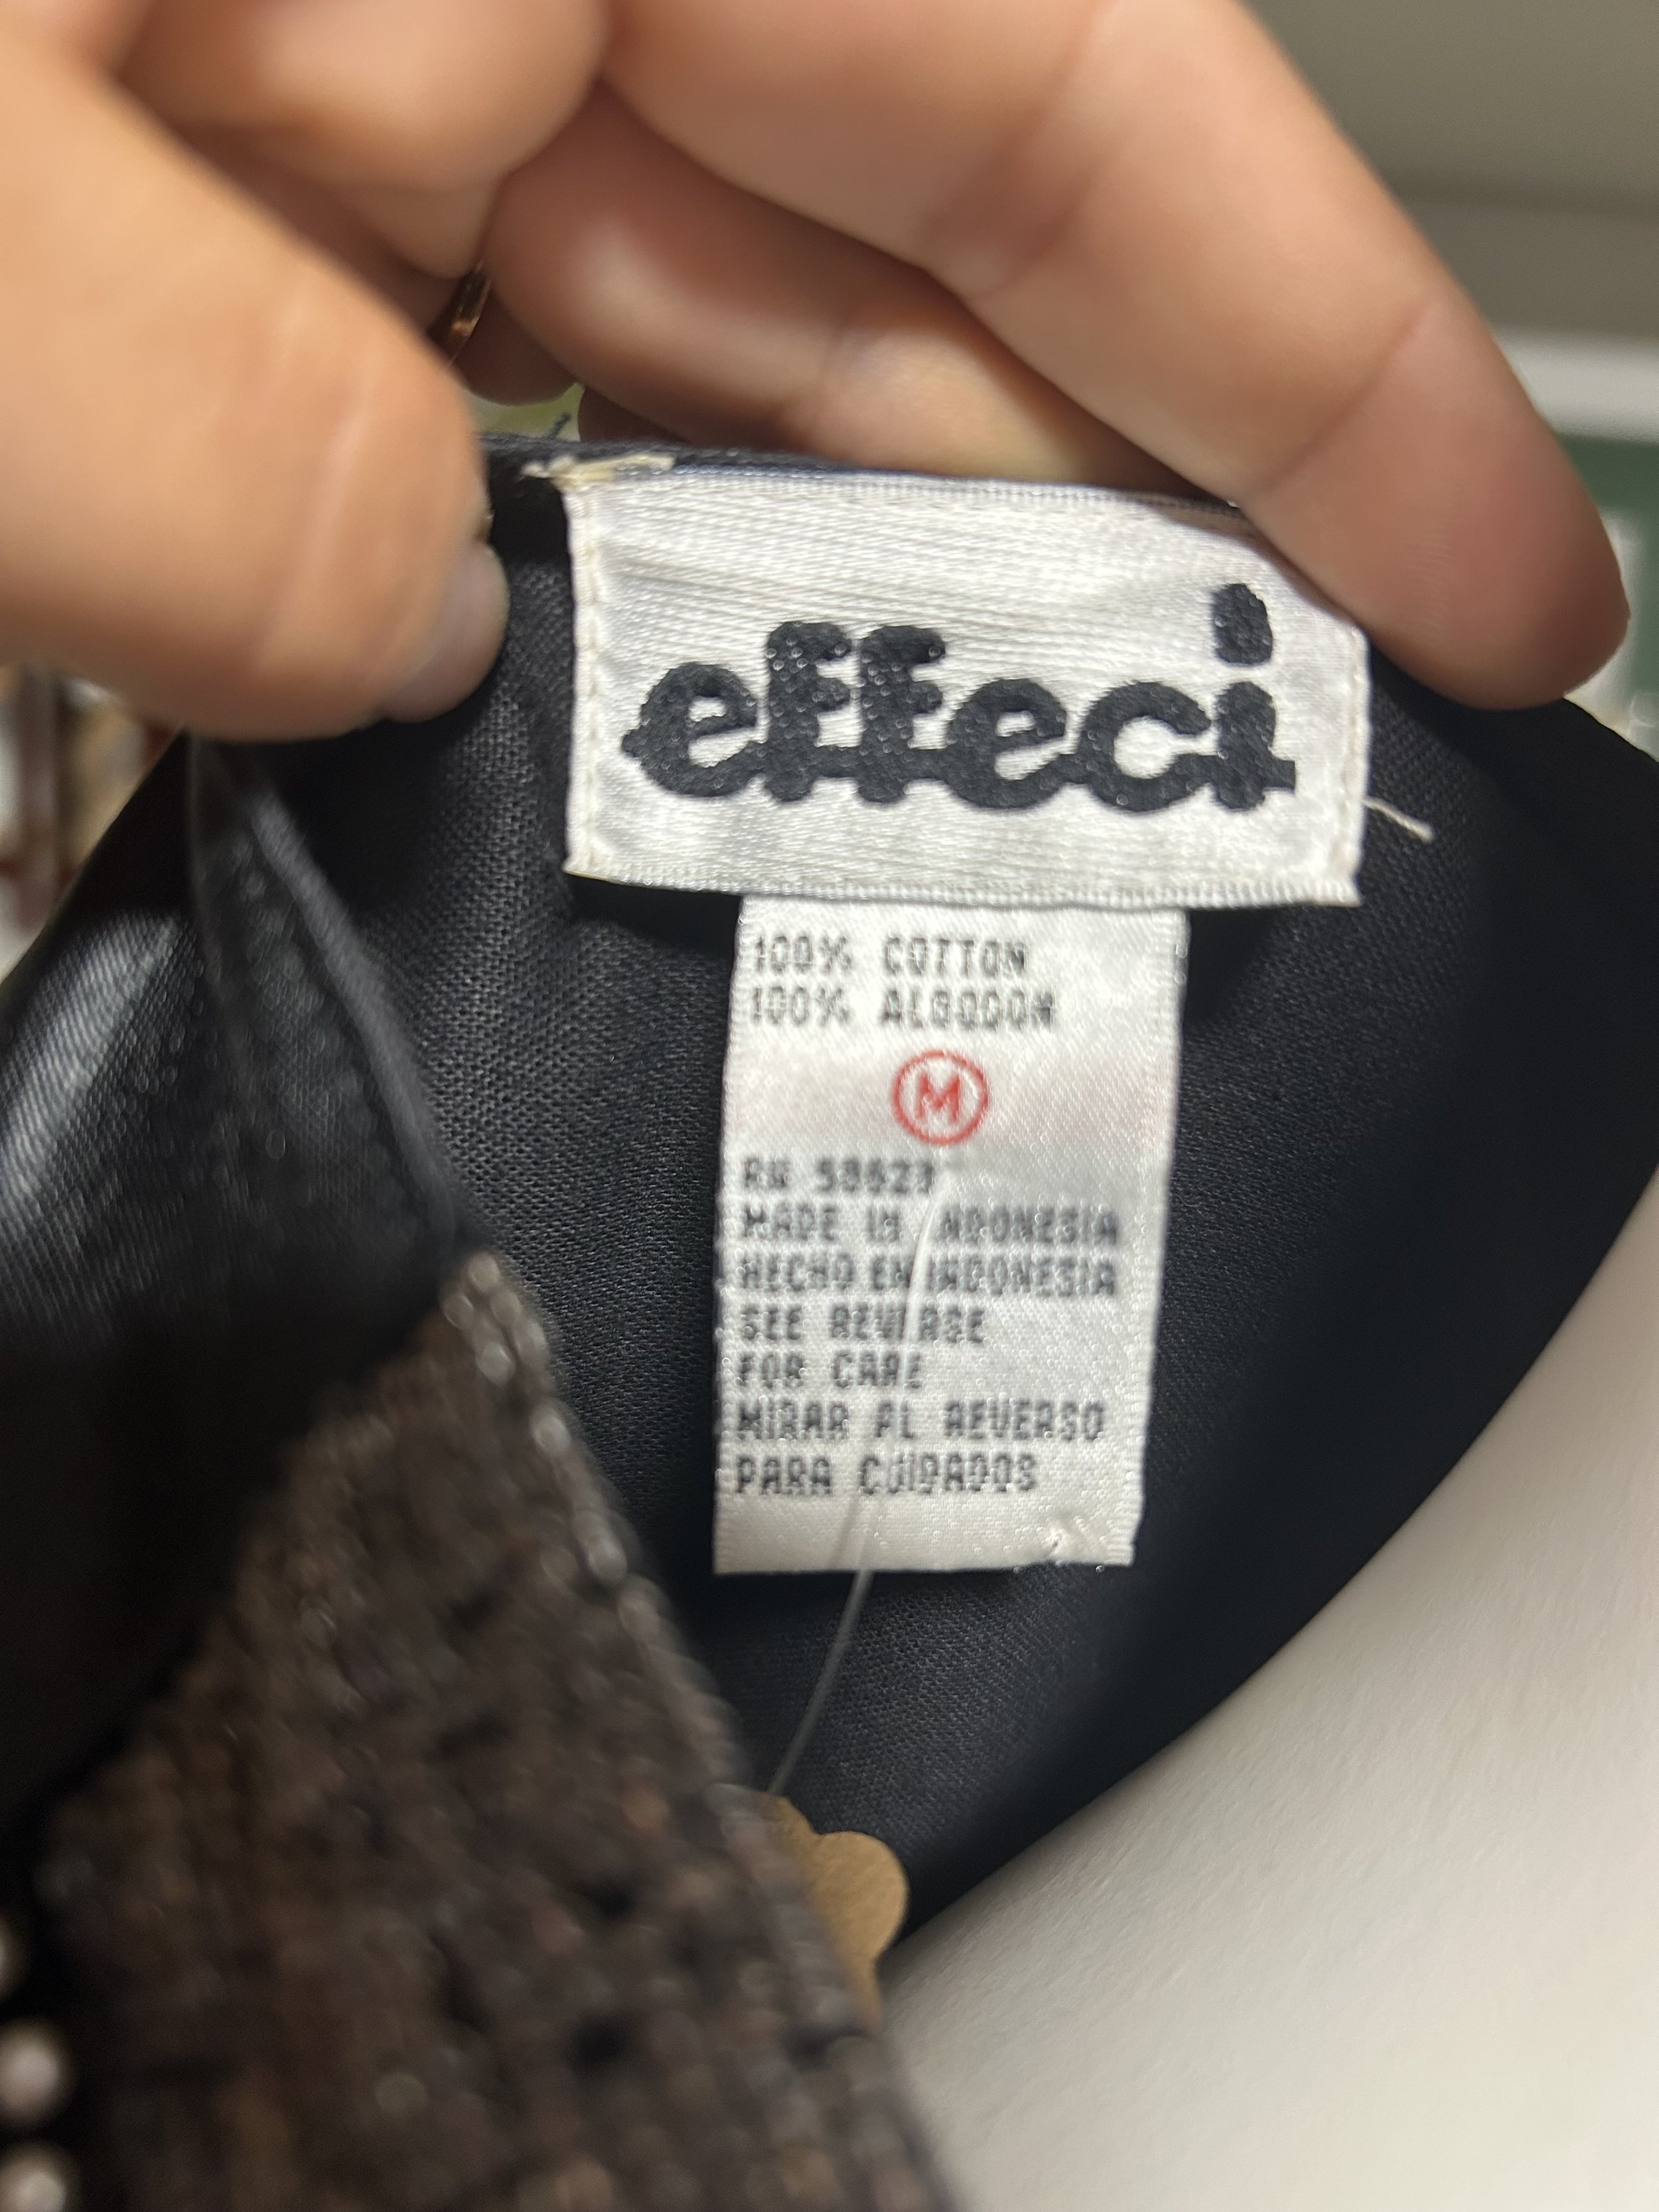 effeci
100% COTTON
100% ALGODON
M
RN 58623
MADE IN INDONESIA
HECHO EN INDONESIA
SEE REVERSE
FOR CARE
MIRAR AL REVERSO
PARA CUIDADOS